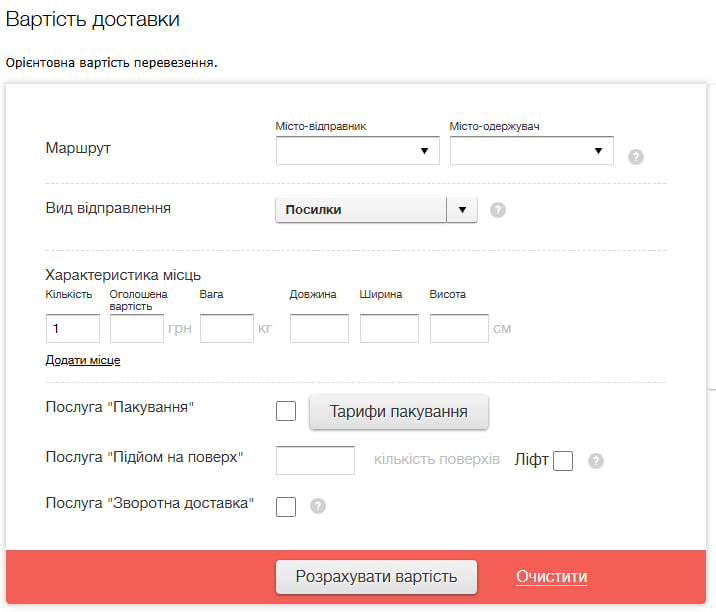 Вартість доставки
Орієнтовна вартість перевезення.
Місто-відправник Місто-одержувач
Маршрут ?
Вид відправлення Посилки ?
Характеристика місць
Кількість Оголошена вартість Вага Довжина Ширина Висота
1 грн кг см
Додати місце
Послуга "Пакування" Тарифи пакування
Послуга "Підйом на поверх" кількість поверхів Ліфт ?
Послуга "Зворотна доставка" ?
Розрахувати вартість Очистити